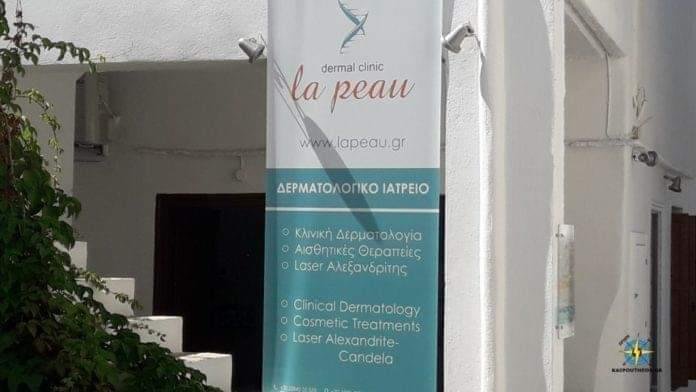 dermal clinic
la peau
www.lapeau.gr
ΔΕΡΜΑΤΟΛΟΓΙΚΟ ΙΑΤΡΕΙΟ
Κλινική Δερματολογία
Αισθητικές Θεραπείες
Laser Αλεξανδρίτης
Clinical Dermatology
Cosmetic Treatments
Laser Alexandrite-
Candela